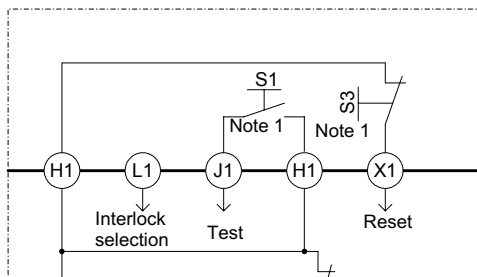 S1
S3
Note 1
Note 1
H1
L1
J1
H1
X1
Interlock
selection
Test
Reset